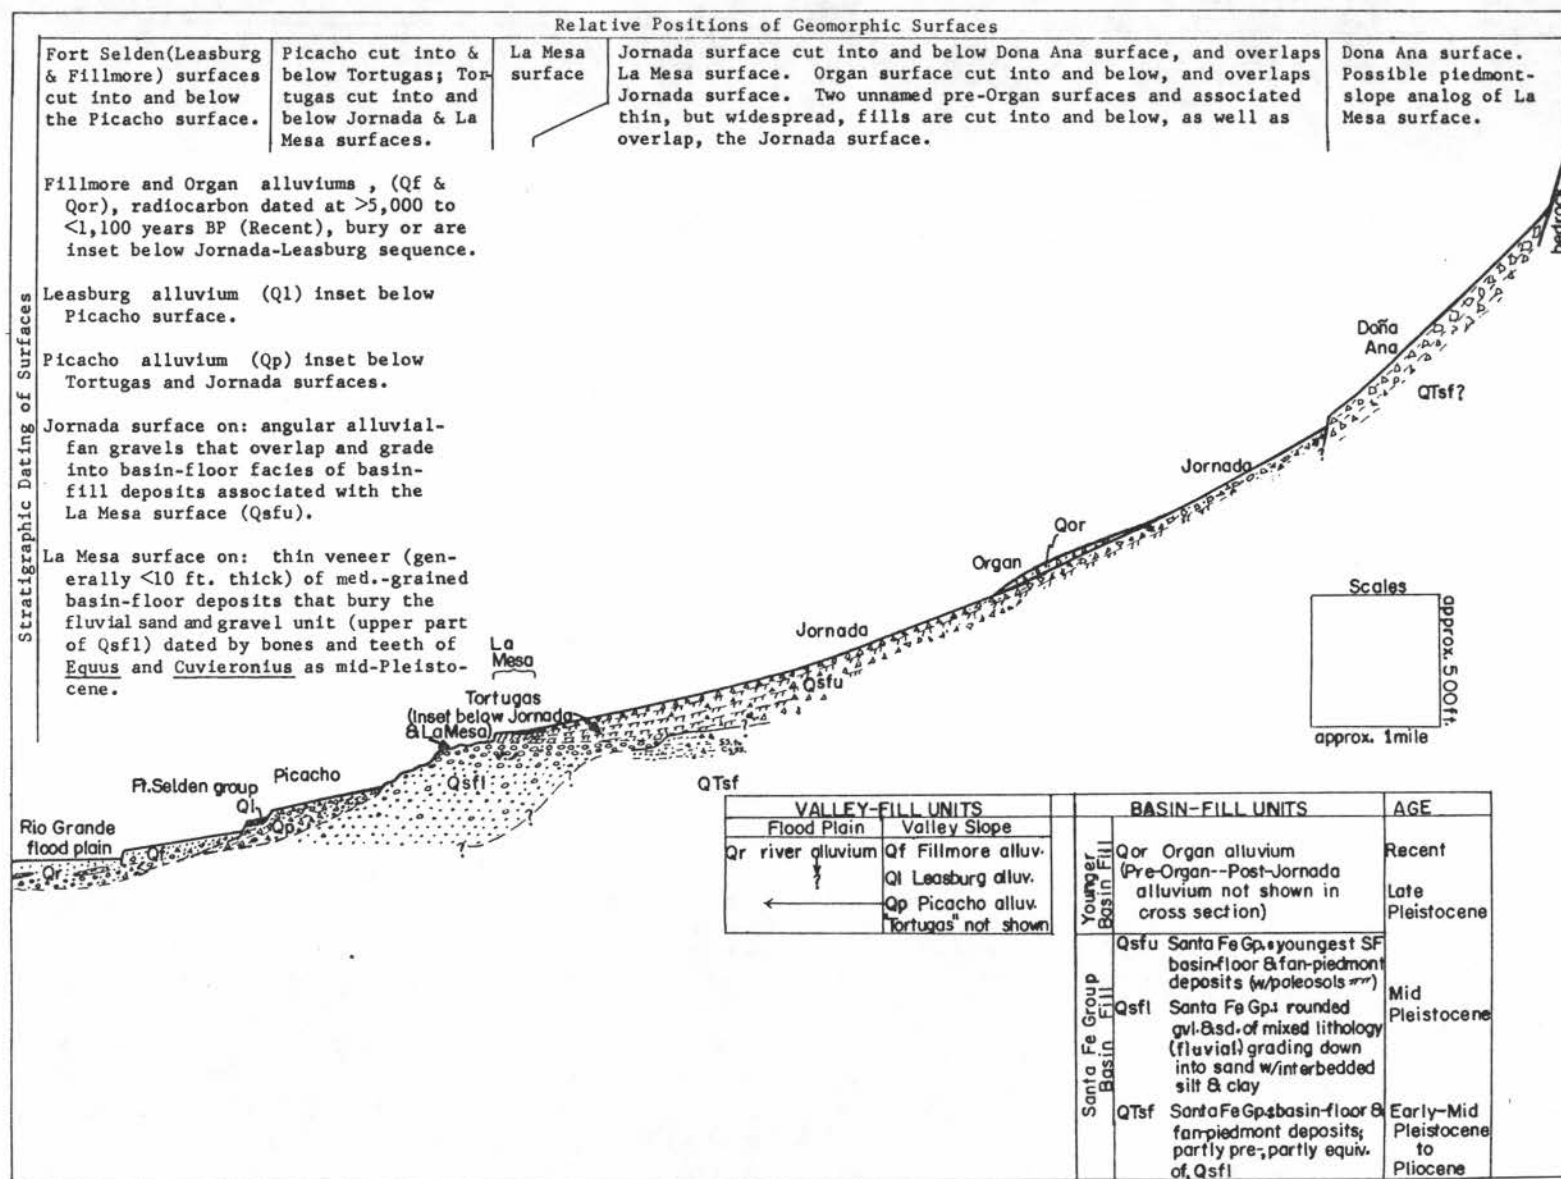 Relative Positions of Geomorphic Surfaces
Fort Selden(Leasburg
& Fillmore) surfaces
cut into and below
the Picacho surface.
Picacho cut into &
below Tortugas; Tor-
tugas cut into and
below Jornada & La
Mesa surfaces.
La Mesa
surface
Jornada surface cut into and below Dona Ana surface, and overlaps
La Mesa surface. Organ surface cut into and below, and overlaps
Jornada surface. Two unnamed pre-Organ surfaces and associated
thin, but widespread, fills are cut into and below, as well as
overlap, the Jornada surface.
Dona Ana surface.
Possible piedmont-
slope analog of La
Mesa surface.
Stratigraphic Dating of Surfaces
Fillmore and Organ alluviums , (Qf &
Qor), radiocarbon dated at >5,000 to
<1,100 years BP (Recent), bury or are
inset below Jornada-Leasburg sequence.
Leasburg alluvium (Ql) inset below
Picacho surface.
Picacho alluvium (Qp) inset below
Tortugas and Jornada surfaces.
Jornada surface on: angular alluvial-
fan gravels that overlap and grade
into basin-floor facies of basin-
fill deposits associated with the
La Mesa surface (Qsfu).
La Mesa surface on: thin veneer (gen-
erally <10 ft. thick) of med.-grained
basin-floor deposits that bury the
fluvial sand and gravel unit (upper part
of Qsfl) dated by bones and teeth of
Equus and Cuvieronius as mid-Pleisto-
cene.
bedrock
Doña
Ana
QTsf?
Jornada
?
Qor
Organ
Jornada
Qsfu
La
Mesa
Tortugas
(Inset below Jornada
& La Mesa)
Qsfl
?
?
?
QTsf
Picacho
Ft. Selden group
Ql
Qp
Rio Grande
flood plain
Qf
Qr
Scales
approx. 500ft.
approx. 1mile
VALLEY-FILL UNITS
Flood Plain
Valley Slope
Qr river alluvium
?
Qf Fillmore alluv.
Ql Leasburg alluv.
Qp Picacho alluv.
"Tortugas" not shown
BASIN-FILL UNITS
AGE
Younger
Basin Fill
Qor Organ alluvium
(Pre-Organ--Post-Jornada
alluvium not shown in
cross section)
Recent
Late
Pleistocene
Santa Fe Group
Basin Fill
Qsfu Santa Fe Gp.: youngest SF
basin-floor & fan-piedmont
deposits (w/paleosols )
Qsfl Santa Fe Gp.: rounded
gvl. & sd. of mixed lithology
(fluvial) grading down
into sand w/interbedded
silt & clay
Mid
Pleistocene
QTsf Santa Fe Gp.: basin-floor &
fan-piedmont deposits;
partly pre-, partly equiv.
of, Qsfl
Early-Mid
Pleistocene
to
Pliocene